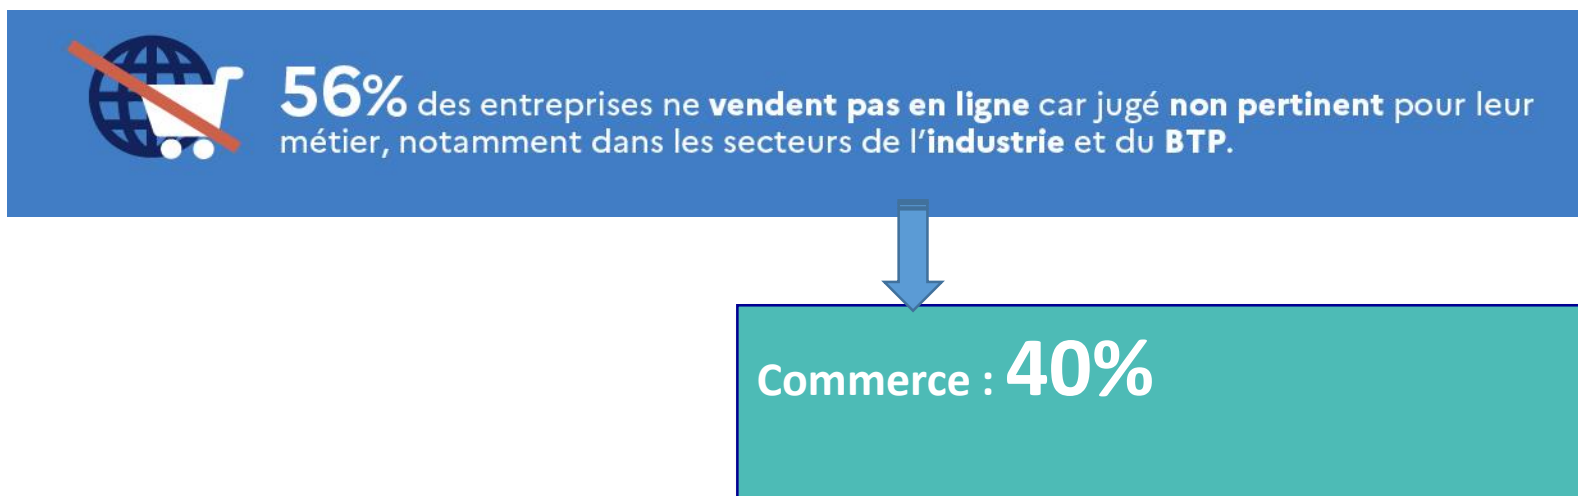 56% des entreprises ne vendent pas en ligne car jugé non pertinent pour leur
métier, notamment dans les secteurs de l’industrie et du BTP.
Commerce : 40%